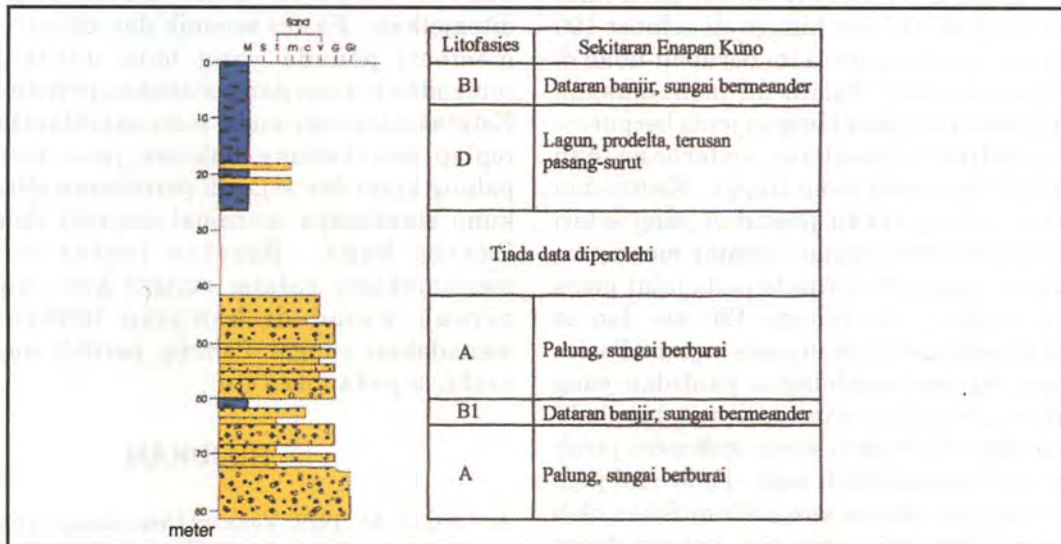 Sand
M S f m c v G Gr
0
10
20
30
40
50
60
70
80
meter
Litofasies Sekitaran Enapan Kuno
B1 Dataran banjir, sungai bermeander
D Lagun, prodelta, terusan
pasang-surut
Tiada data diperolehi
A Palung, sungai berburai
B1 Dataran banjir, sungai bermeander
A Palung, sungai berburai